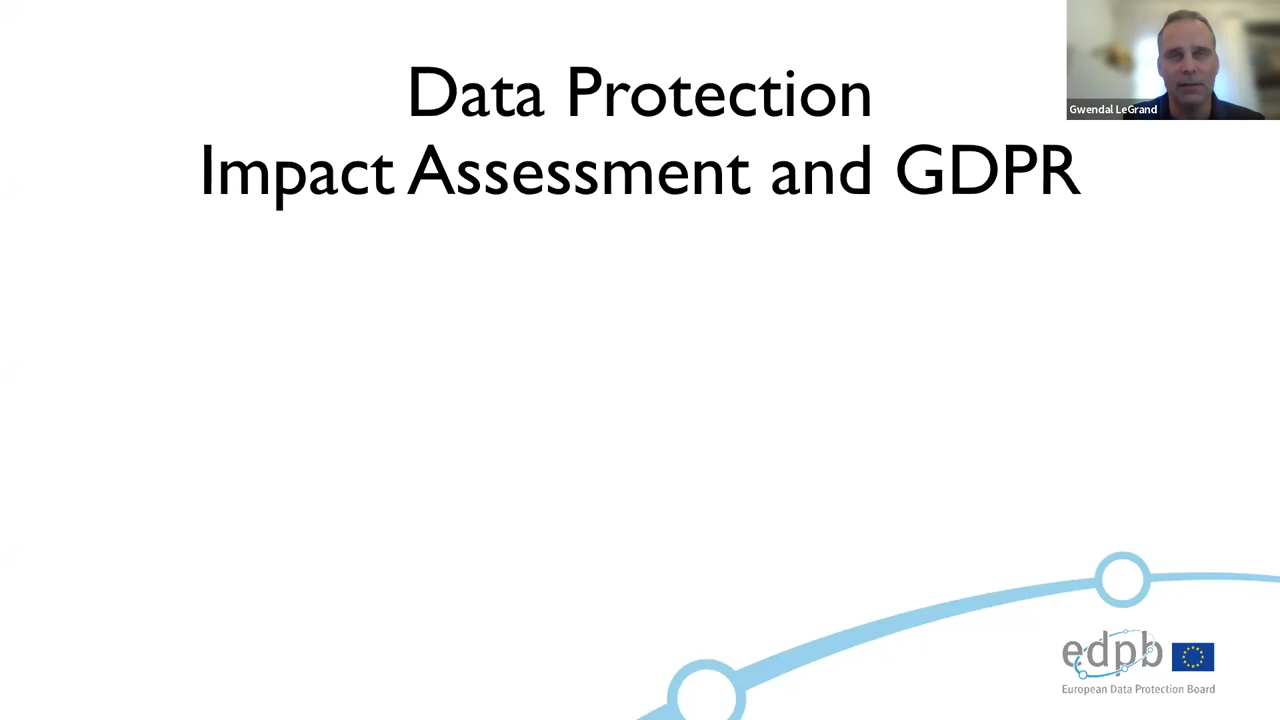 Data Protection
Impact Assessment and GDPR
Gwendal LeGrand
edpb
European Data Protection Board